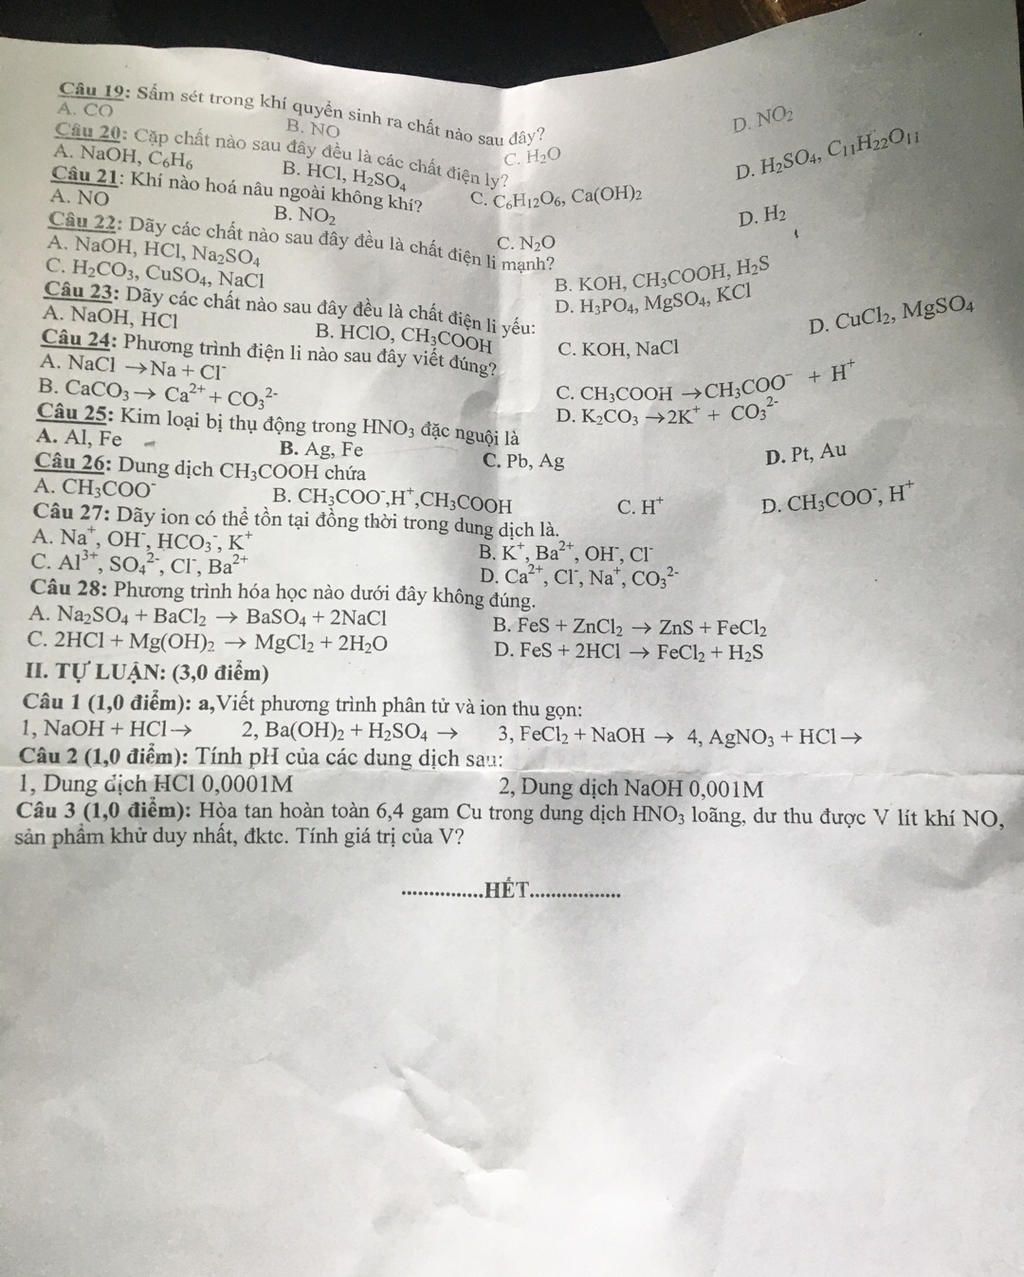 Câu 19: Sấm sét trong khí quyển sinh ra chất nào sau đây?
A. CO B. NO C. H₂O D. NO₂
Câu 20: Cặp chất nào sau đây đều là các chất điện ly?
A. NaOH, C₆H₆ B. HCl, H₂SO₄ C. C₆H₁₂O₆, Ca(OH)₂ D. H₂SO₄, C₁₁H₂₂O₁₁
Câu 21: Khí nào hoá nâu ngoài không khí?
A. NO B. NO₂ C. N₂O D. H₂
Câu 22: Dãy các chất nào sau đây đều là chất điện li mạnh?
A. NaOH, HCl, Na₂SO₄ B. KOH, CH₃COOH, H₂S
C. H₂CO₃, CuSO₄, NaCl D. H₃PO₄, MgSO₄, KCl
Câu 23: Dãy các chất nào sau đây đều là chất điện li yếu:
A. NaOH, HCl B. HClO, CH₃COOH C. KOH, NaCl D. CuCl₂, MgSO₄
Câu 24: Phương trình điện li nào sau đây viết đúng?
A. NaCl →Na + Cl⁻ C. CH₃COOH →CH₃COO⁻ + H⁺
B. CaCO₃→ Ca²⁺ + CO₃²⁻ D. K₂CO₃ →2K⁺ + CO₃²⁻
Câu 25: Kim loại bị thụ động trong HNO₃ đặc nguội là
A. Al, Fe B. Ag, Fe C. Pb, Ag D. Pt, Au
Câu 26: Dung dịch CH₃COOH chứa
A. CH₃COO⁻ B. CH₃COO⁻,H⁺,CH₃COOH C. H⁺ D. CH₃COO⁻, H⁺
Câu 27: Dãy ion có thể tồn tại đồng thời trong dung dịch là.
A. Na⁺, OH⁻, HCO₃⁻, K⁺ B. K⁺, Ba²⁺, OH⁻, Cl⁻
C. Al³⁺, SO₄²⁻, Cl⁻, Ba²⁺ D. Ca²⁺, Cl⁻, Na⁺, CO₃²⁻
Câu 28: Phương trình hóa học nào dưới đây không đúng.
A. Na₂SO₄ + BaCl₂ → BaSO₄ + 2NaCl B. FeS + ZnCl₂ → ZnS + FeCl₂
C. 2HCl + Mg(OH)₂ → MgCl₂ + 2H₂O D. FeS + 2HCl → FeCl₂ + H₂S
II. TỰ LUẬN: (3,0 điểm)
Câu 1 (1,0 điểm): a,Viết phương trình phân tử và ion thu gọn:
1, NaOH + HCl→ 2, Ba(OH)₂ + H₂SO₄ → 3, FeCl₂ + NaOH → 4, AgNO₃ + HCl→
Câu 2 (1,0 điểm): Tính pH của các dung dịch sau:
1, Dung dịch HCl 0,0001M 2, Dung dịch NaOH 0,001M
Câu 3 (1,0 điểm): Hòa tan hoàn toàn 6,4 gam Cu trong dung dịch HNO₃ loãng, dư thu được V lít khí NO,
sản phẩm khử duy nhất, đktc. Tính giá trị của V?
...............HẾT.................